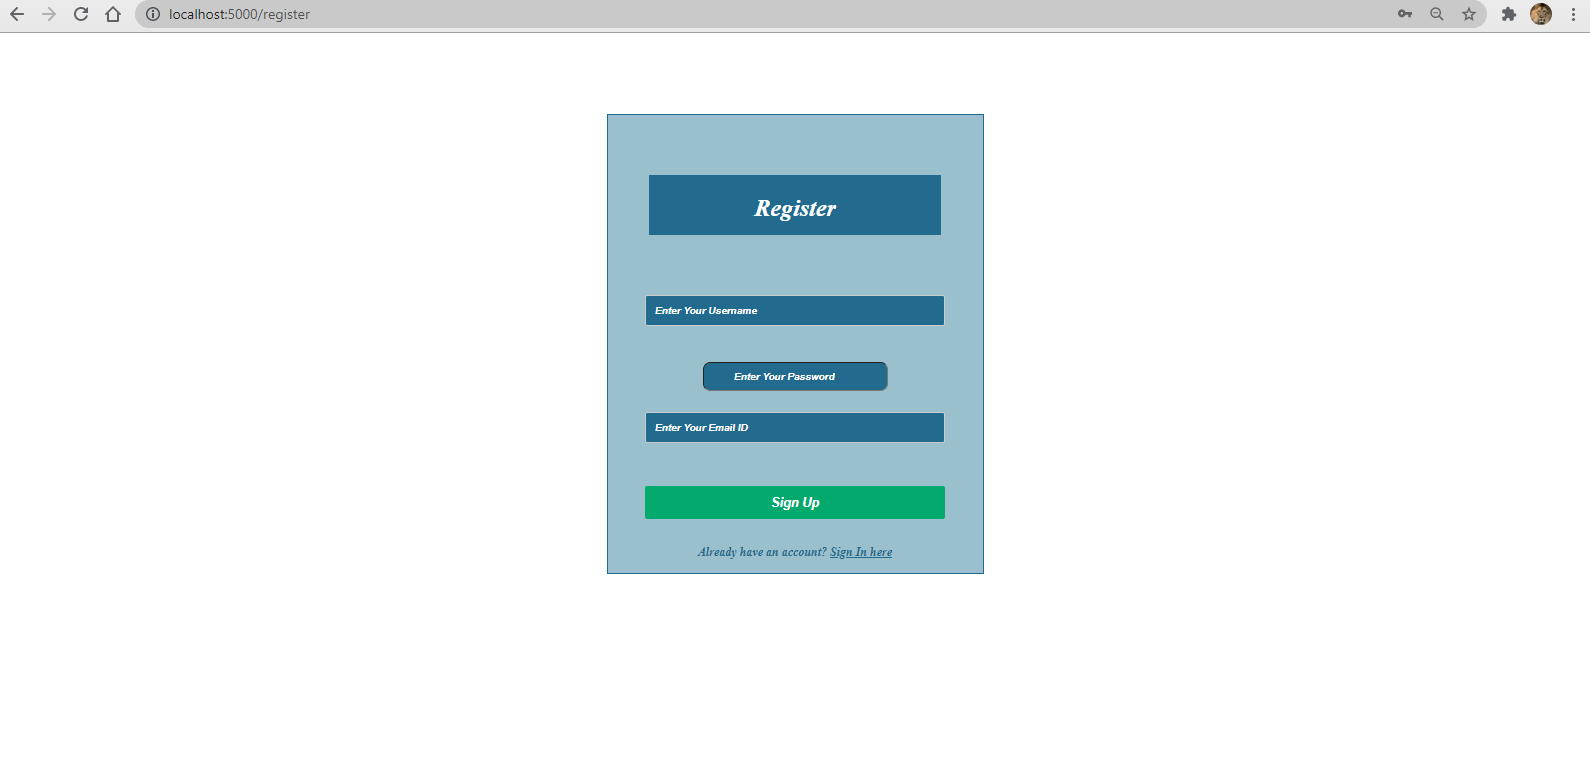 localhost:5000/register
Register
Enter Your Username
Enter Your Password
Enter Your Email ID
Sign Up
Already have an account? Sign In here